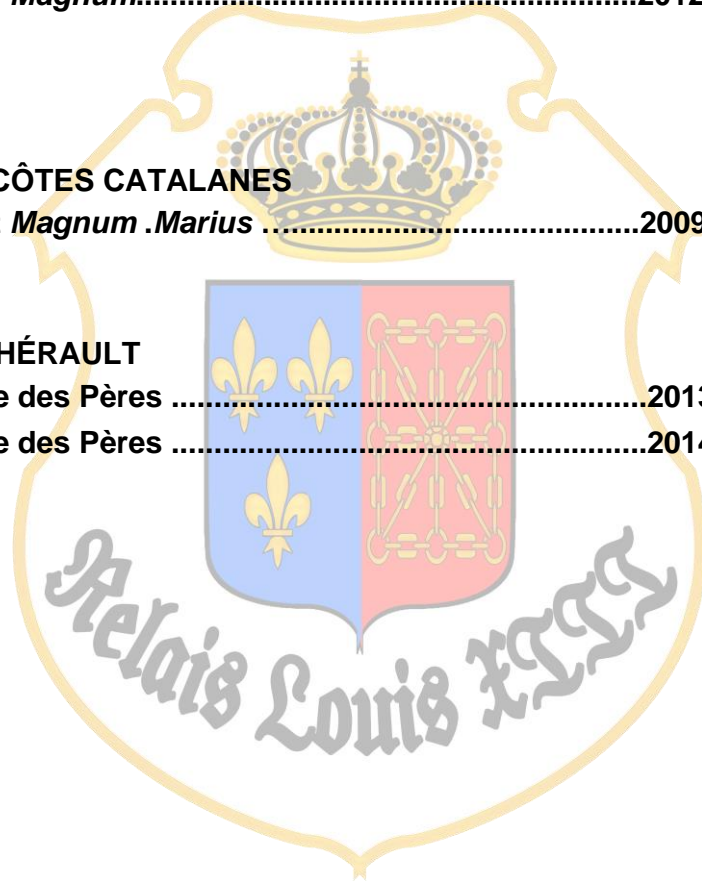 Magnum..........................................................2012
CÔTES CATALANES
Magnum .Marius ............................................2009
HÉRAULT
e des Pères .......................................................2013
e des Pères .......................................................2014
Relais Louis XIII